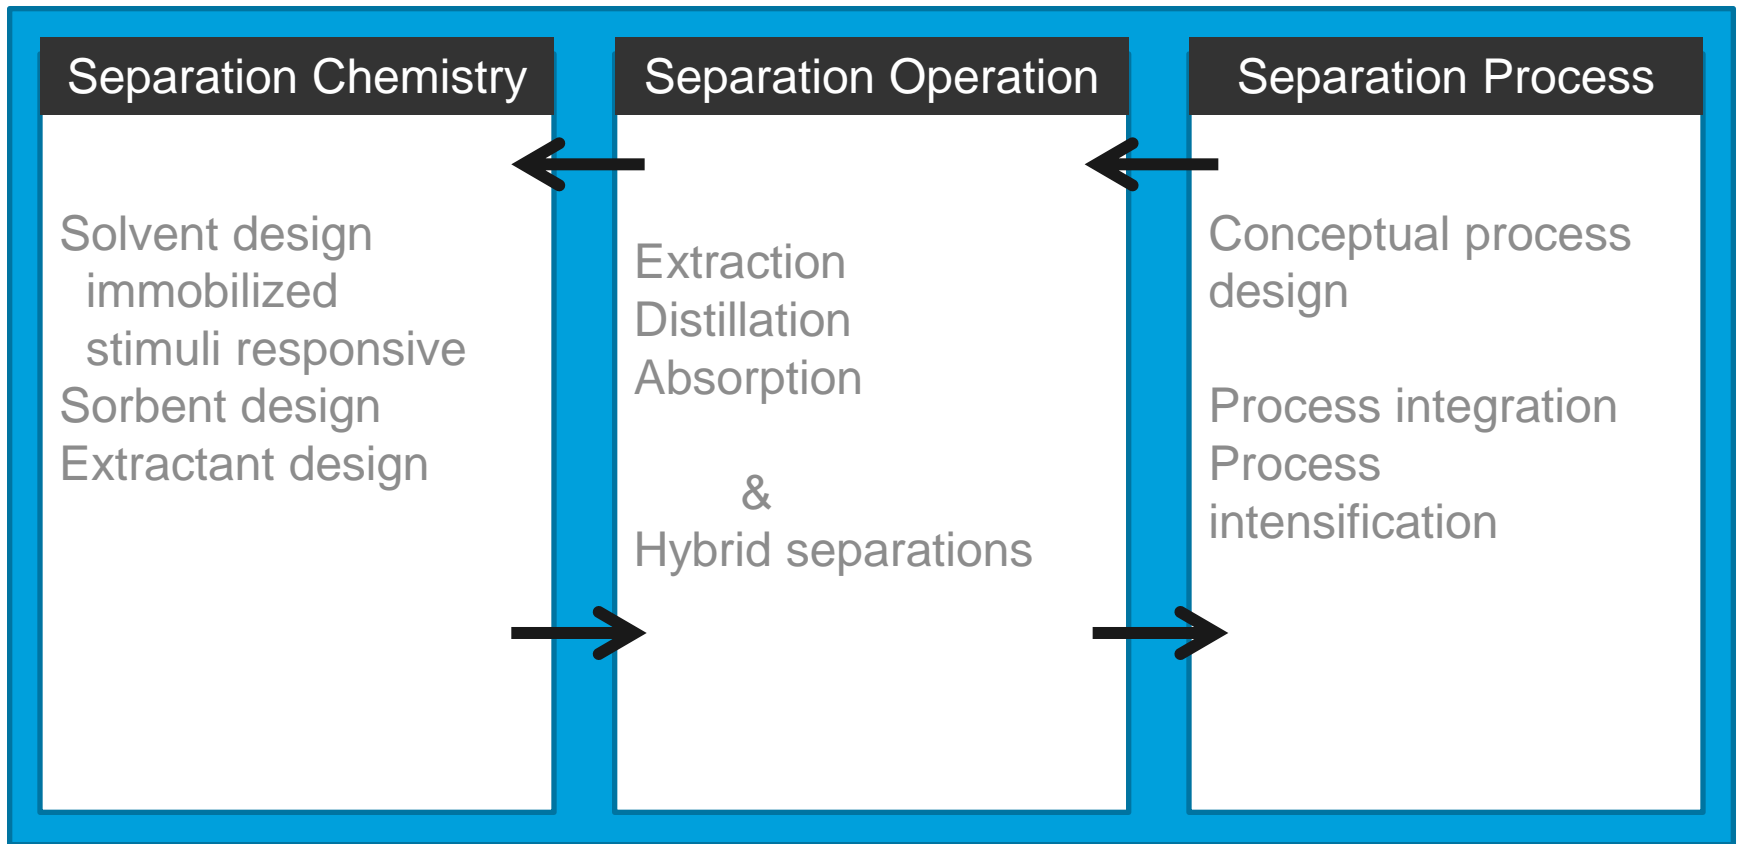 Separation Chemistry
Solvent design
immobilized
stimuli responsive
Sorbent design
Extractant design
Separation Operation
Extraction
Distillation
Absorption
&
Hybrid separations
Separation Process
Conceptual process
design
Process integration
Process
intensification